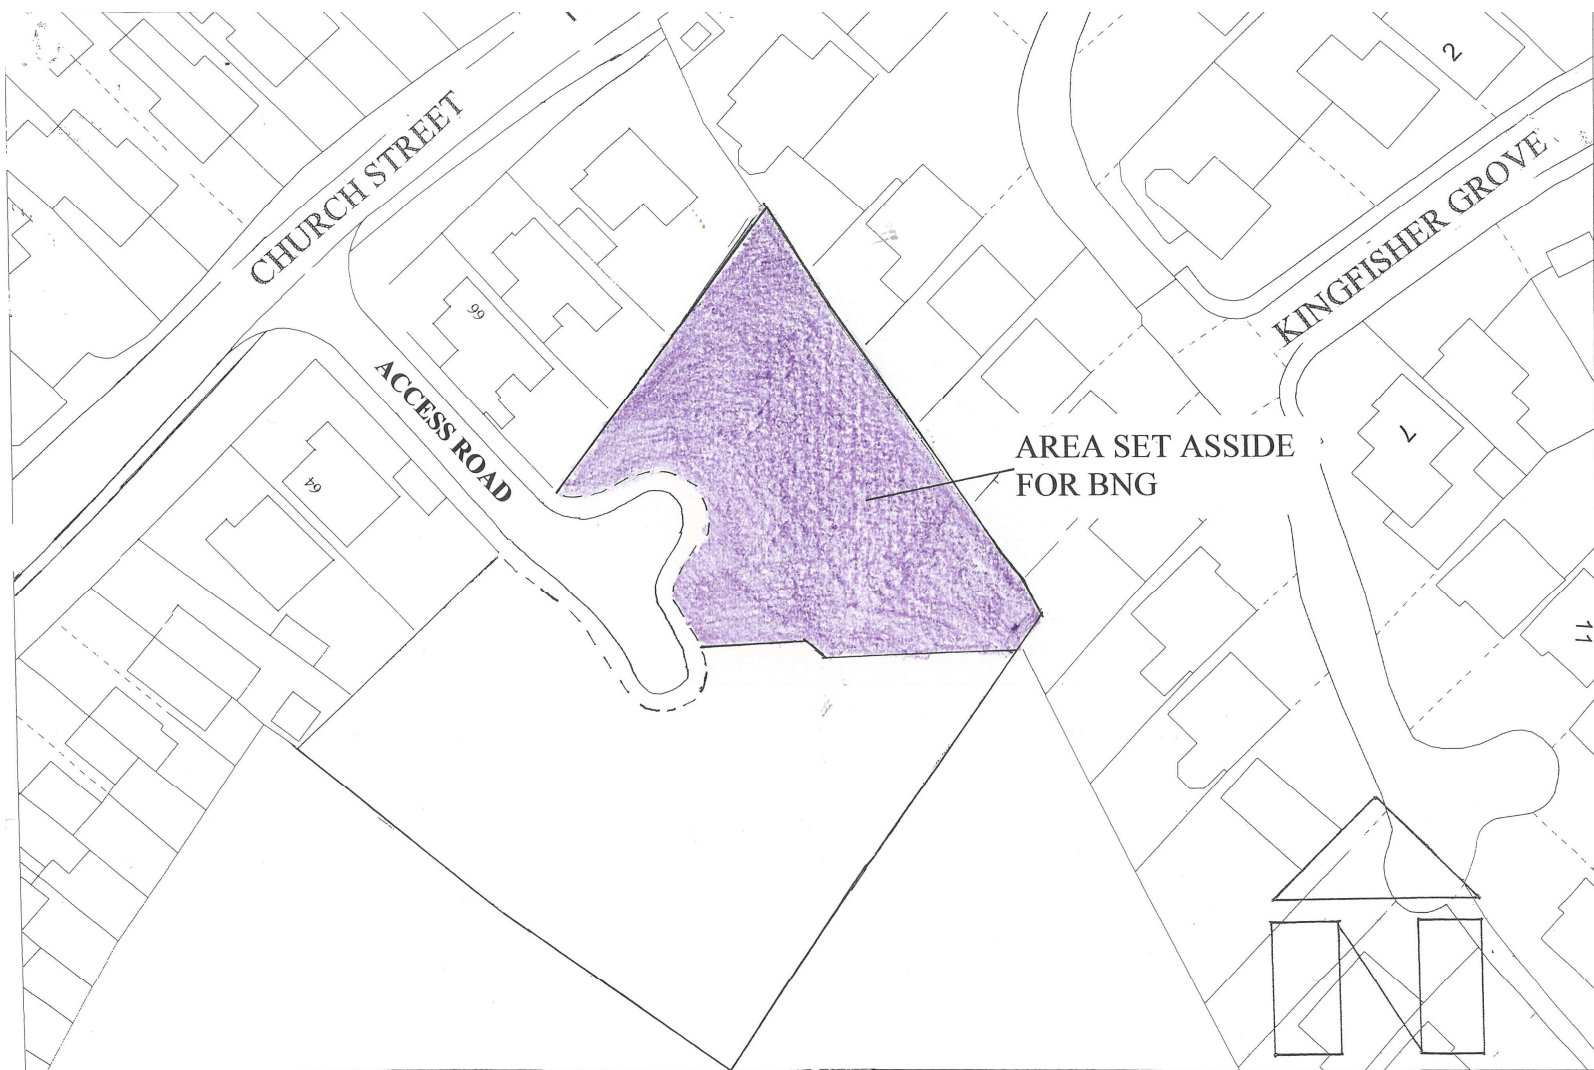 CHURCH STREET
2
KINGFISHER GROVE
66
ACCESS ROAD
7
AREA SET ASSIDE
FOR BNG
64
11
N